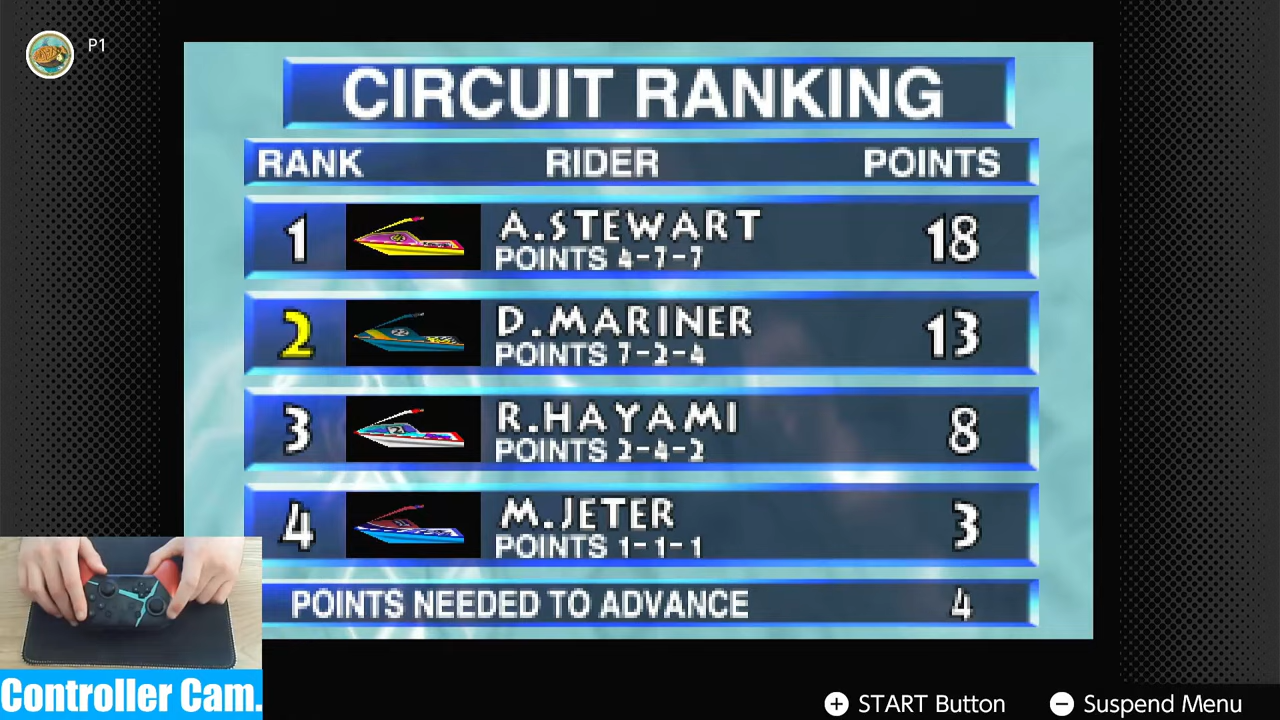 P1
CIRCUIT RANKING
RANK RIDER POINTS
1 A.STEWART 18
POINTS 4-7-7
2 D.MARINER 13
POINTS 7-2-4
3 R.HAYAMI 8
POINTS 2-4-2
4 M.JETER 3
POINTS 1-1-1
POINTS NEEDED TO ADVANCE 4
Controller Cam.
+ START Button - Suspend Menu